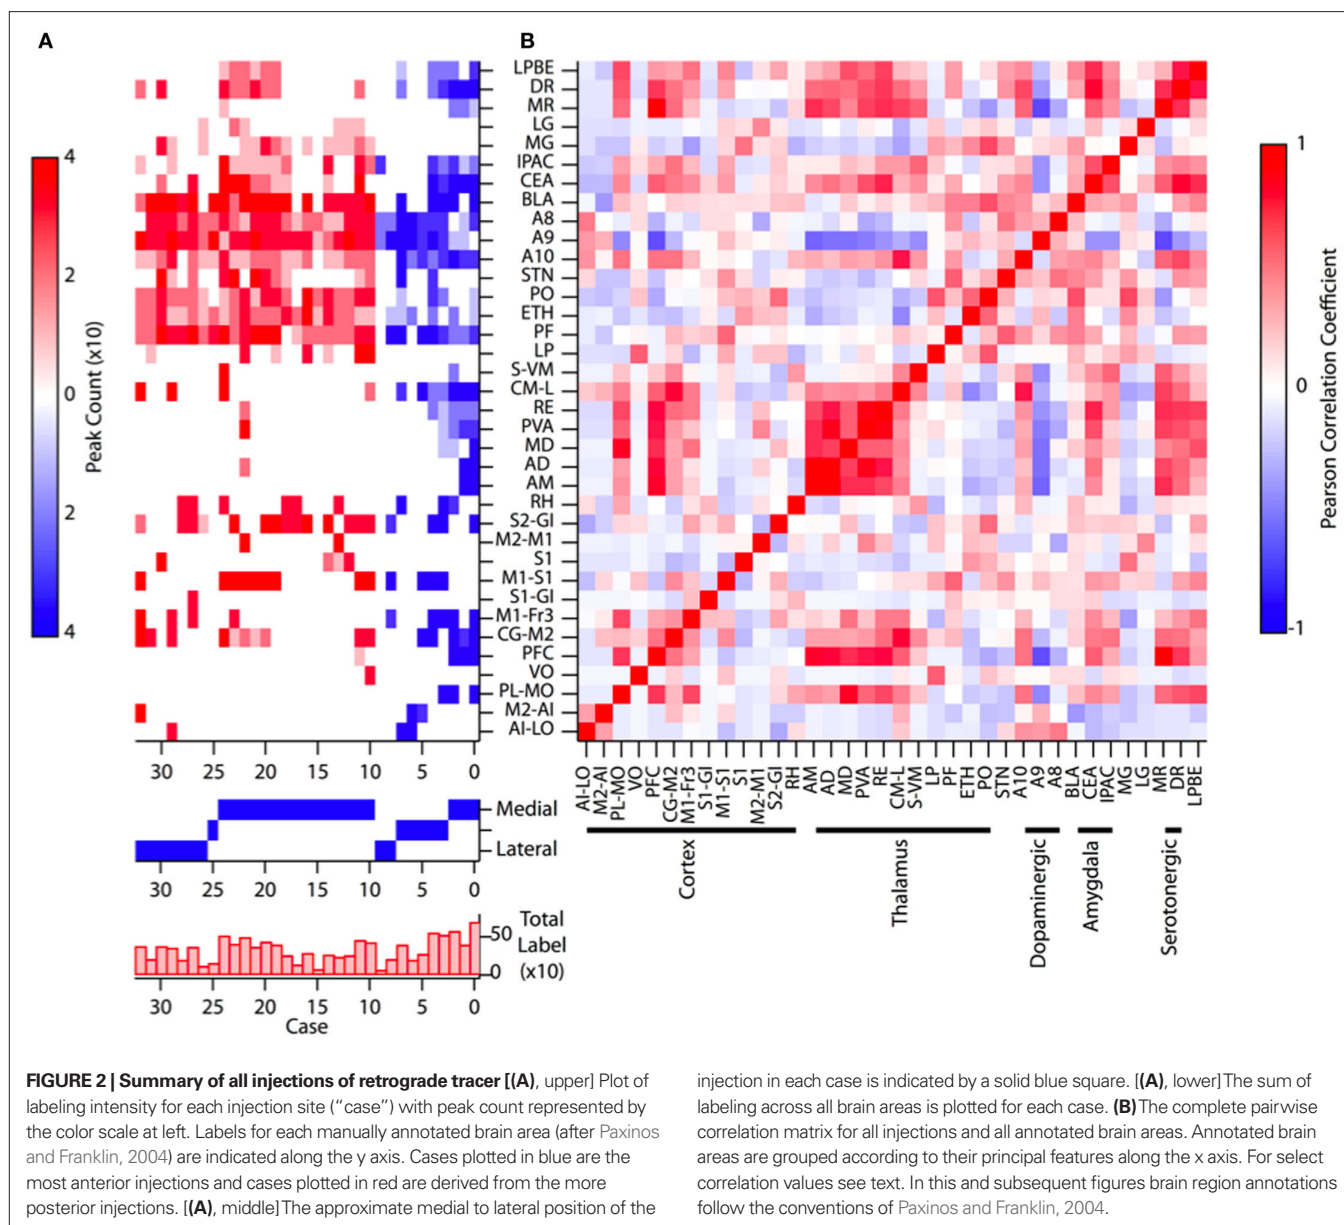 A
B
LPBE
DR
MR
LG
MG
IPAC
CEA
BLA
A8
A9
A10
STN
PO
ETH
PF
LP
S-VM
CM-L
RE
PVA
MD
AD
AM
RH
S2-GI
M2-M1
S1
M1-S1
S1-GI
M1-Fr3
CG-M2
PFC
VO
PL-MO
M2-AI
AI-LO
4
2
0
2
4
Peak Count (x10)
1
0
-1
Pearson Correlation Coefficient
30 25 20 15 10 5 0
Case
Medial
Lateral
30 25 20 15 10 5 0
50
0
Total
Label
(x10)
30 25 20 15 10 5 0
Case
AI-LO
M2-AI
PL-MO
VO
PFC
CG-M2
M1-Fr3
S1-GI
M1-S1
S1
M2-M1
S2-GI
RH
AM
AD
MD
PVA
RE
CM-L
S-VM
LP
PF
ETH
PO
STN
A10
A9
A8
BLA
CEA
IPAC
MG
LG
MR
DR
LPBE
Cortex
Thalamus
Dopaminergic
Amygdala
Serotonergic
FIGURE 2 | Summary of all injections of retrograde tracer [(A), upper] Plot of
labeling intensity for each injection site (“case”) with peak count represented by
the color scale at left. Labels for each manually annotated brain area (after Paxinos
and Franklin, 2004) are indicated along the y axis. Cases plotted in blue are the
most anterior injections and cases plotted in red are derived from the more
posterior injections. [(A), middle] The approximate medial to lateral position of the
injection in each case is indicated by a solid blue square. [(A), lower] The sum of
labeling across all brain areas is plotted for each case. (B) The complete pairwise
correlation matrix for all injections and all annotated brain areas. Annotated brain
areas are grouped according to their principal features along the x axis. For select
correlation values see text. In this and subsequent figures brain region annotations
follow the conventions of Paxinos and Franklin, 2004.